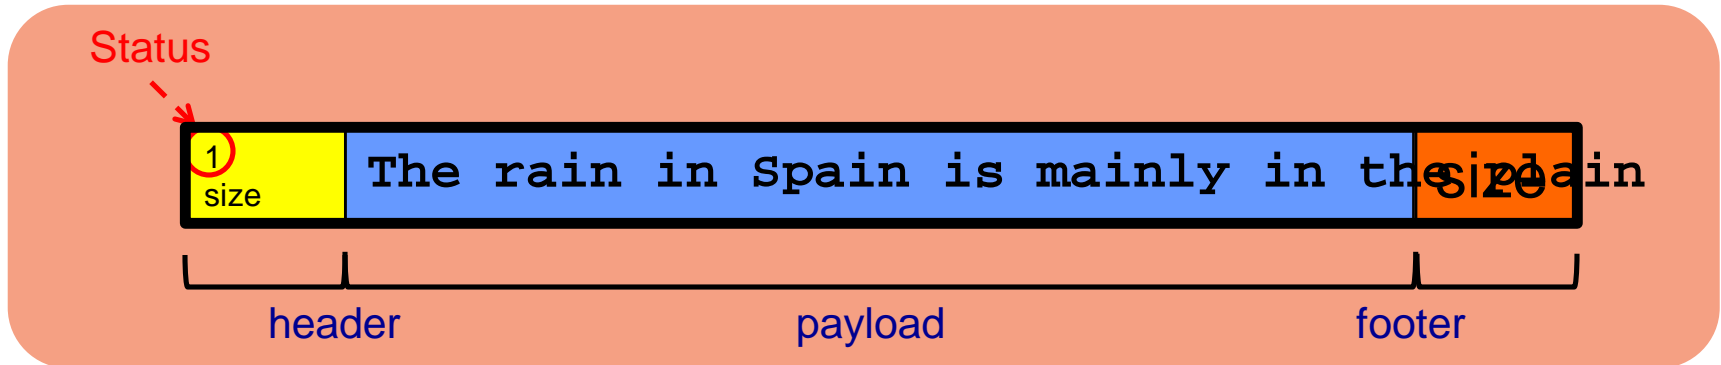 Status
1
size
The rain in Spain is mainly in the plain
size
header
payload
footer